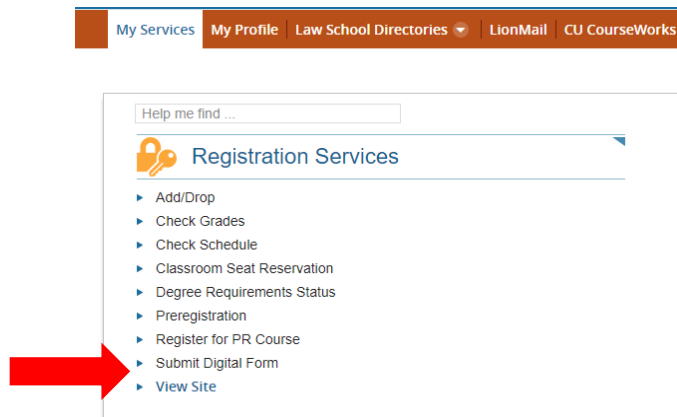 My Services My Profile Law School Directories LionMail CU CourseWorks
Help me find ...
Registration Services
Add/Drop
Check Grades
Check Schedule
Classroom Seat Reservation
Degree Requirements Status
Preregistration
Register for PR Course
Submit Digital Form
View Site